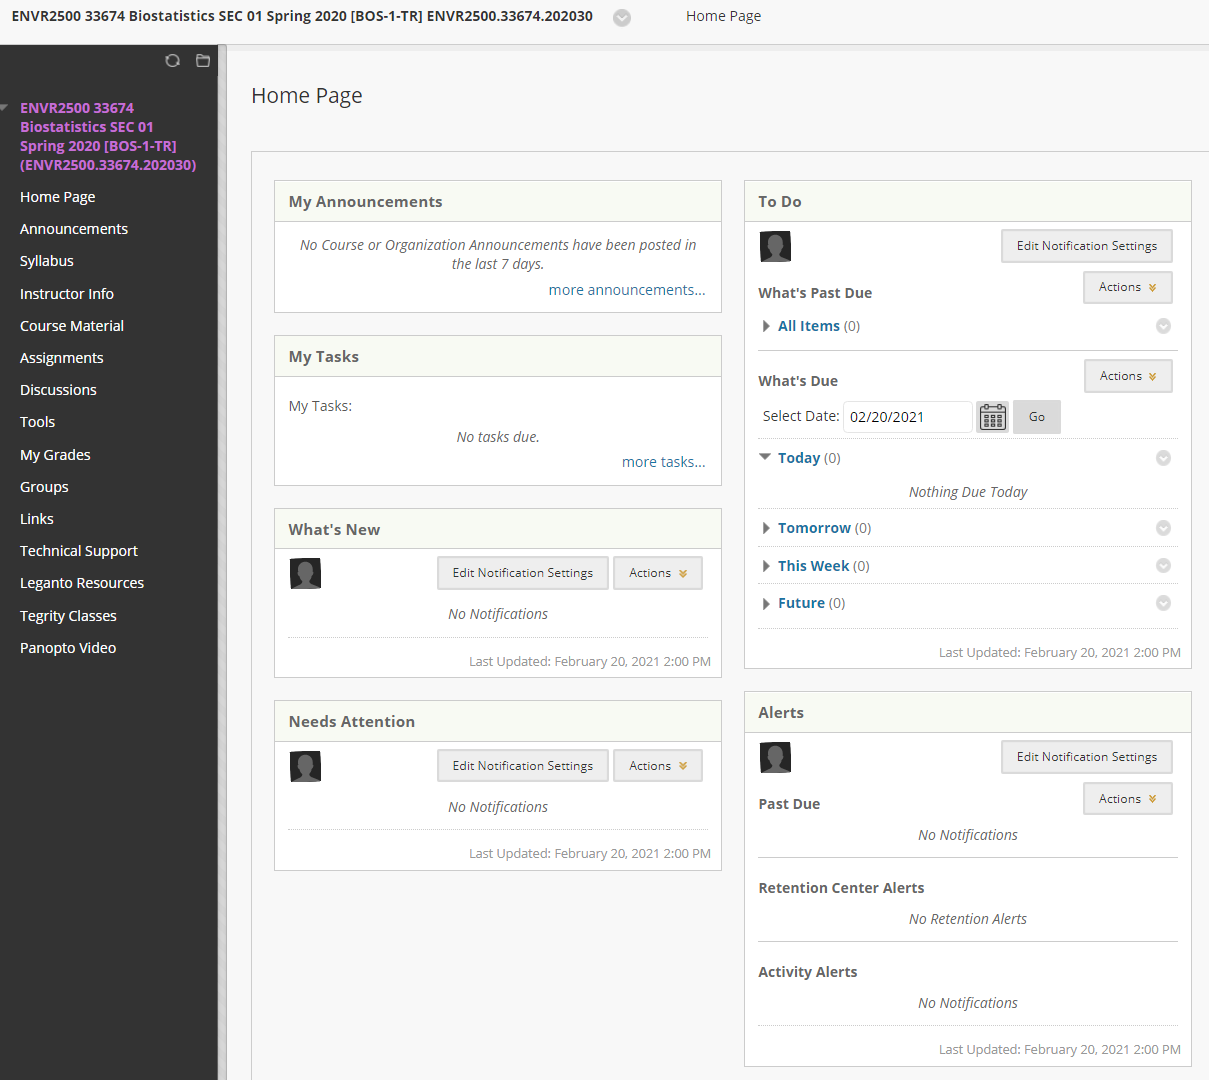 ENVR2500 33674 Biostatistics SEC 01 Spring 2020 [BOS-1-TR] ENVR2500.33674.202030)
Home Page
ENVR2500 33674
Biostatistics SEC 01
Spring 2020 [BOS-1-TR]
(ENVR2500.33674.202030)
Home Page
Announcements
Syllabus
Instructor Info
Course Material
Assignments
Discussions
Tools
My Grades
Groups
Links
Technical Support
Leganto Resources
Tegrity Classes
Panopto Video
Home Page
My Announcements
No Course or Organization Announcements have been posted in
the last 7 days.
more announcements...
My Tasks
My Tasks:
No tasks due.
more tasks...
What's New
Edit Notification Settings
Actions
No Notifications
Last Updated: February 20, 2021 2:00 PM
Needs Attention
Edit Notification Settings
Actions
No Notifications
Last Updated: February 20, 2021 2:00 PM
To Do
Edit Notification Settings
What's Past Due
Actions
All Items (0)
What's Due
Actions
Select Date: 02/20/2021 Go
Today (0)
Nothing Due Today
Tomorrow (0)
This Week (0)
Future (0)
Last Updated: February 20, 2021 2:00 PM
Alerts
Edit Notification Settings
Past Due
Actions
No Notifications
Retention Center Alerts
No Retention Alerts
Activity Alerts
No Notifications
Last Updated: February 20, 2021 2:00 PM